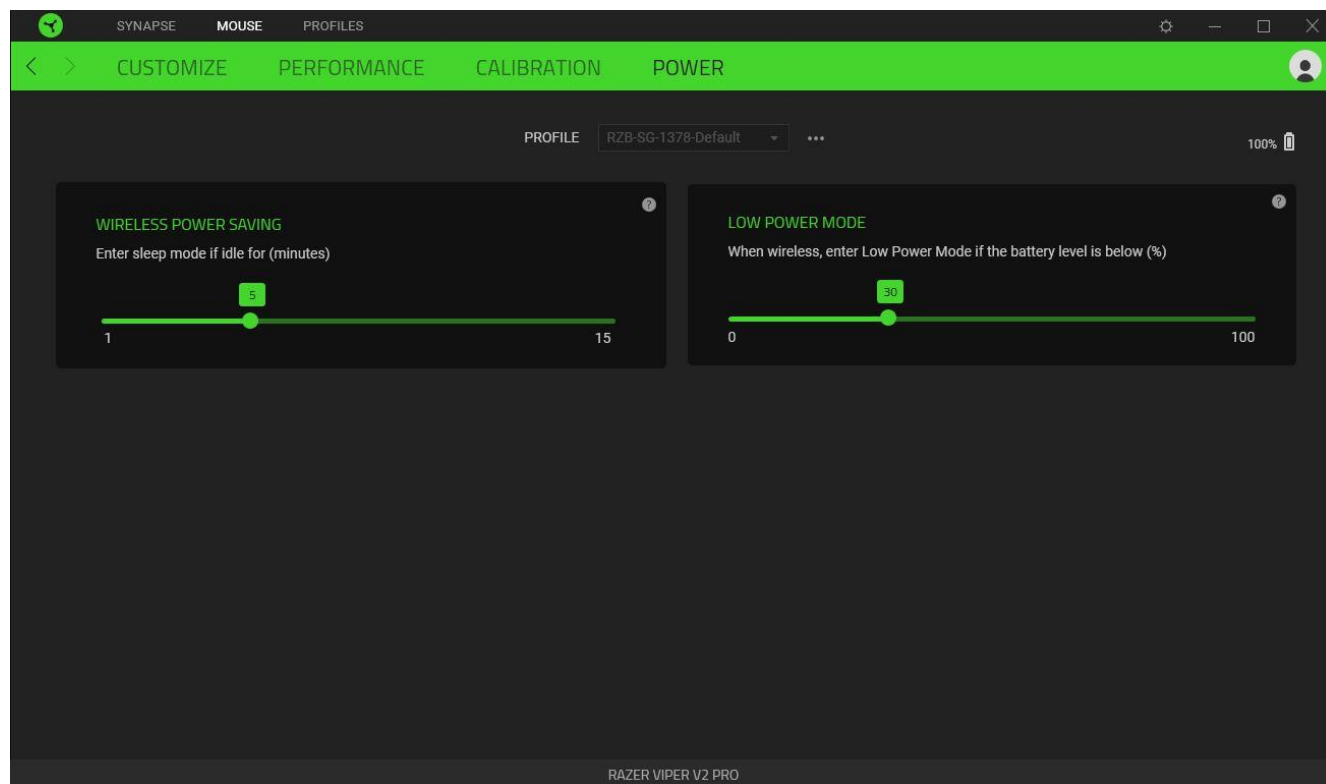 SYNAPSE MOUSE PROFILES
CUSTOMIZE PERFORMANCE CALIBRATION POWER
PROFILE RZB-SG-1378-Default
100%
WIRELESS POWER SAVING
Enter sleep mode if idle for (minutes)
5
1 15
LOW POWER MODE
When wireless, enter Low Power Mode if the battery level is below (%)
30
0 100
RAZER VIPER V2 PRO